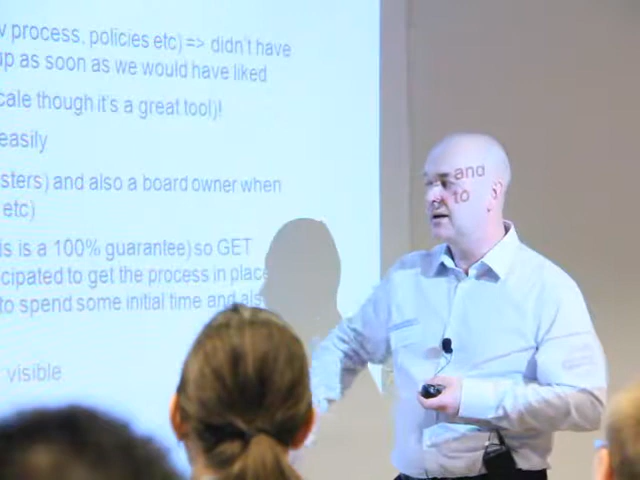 process, policies etc) => didn't have
up as soon as we would have liked
cale though it's a great tool)!
easily
sters) and also a board owner when
etc)
is is a 100% guarantee) so GET
cipated to get the process in place
to spend some initial time and als
visible
and
to